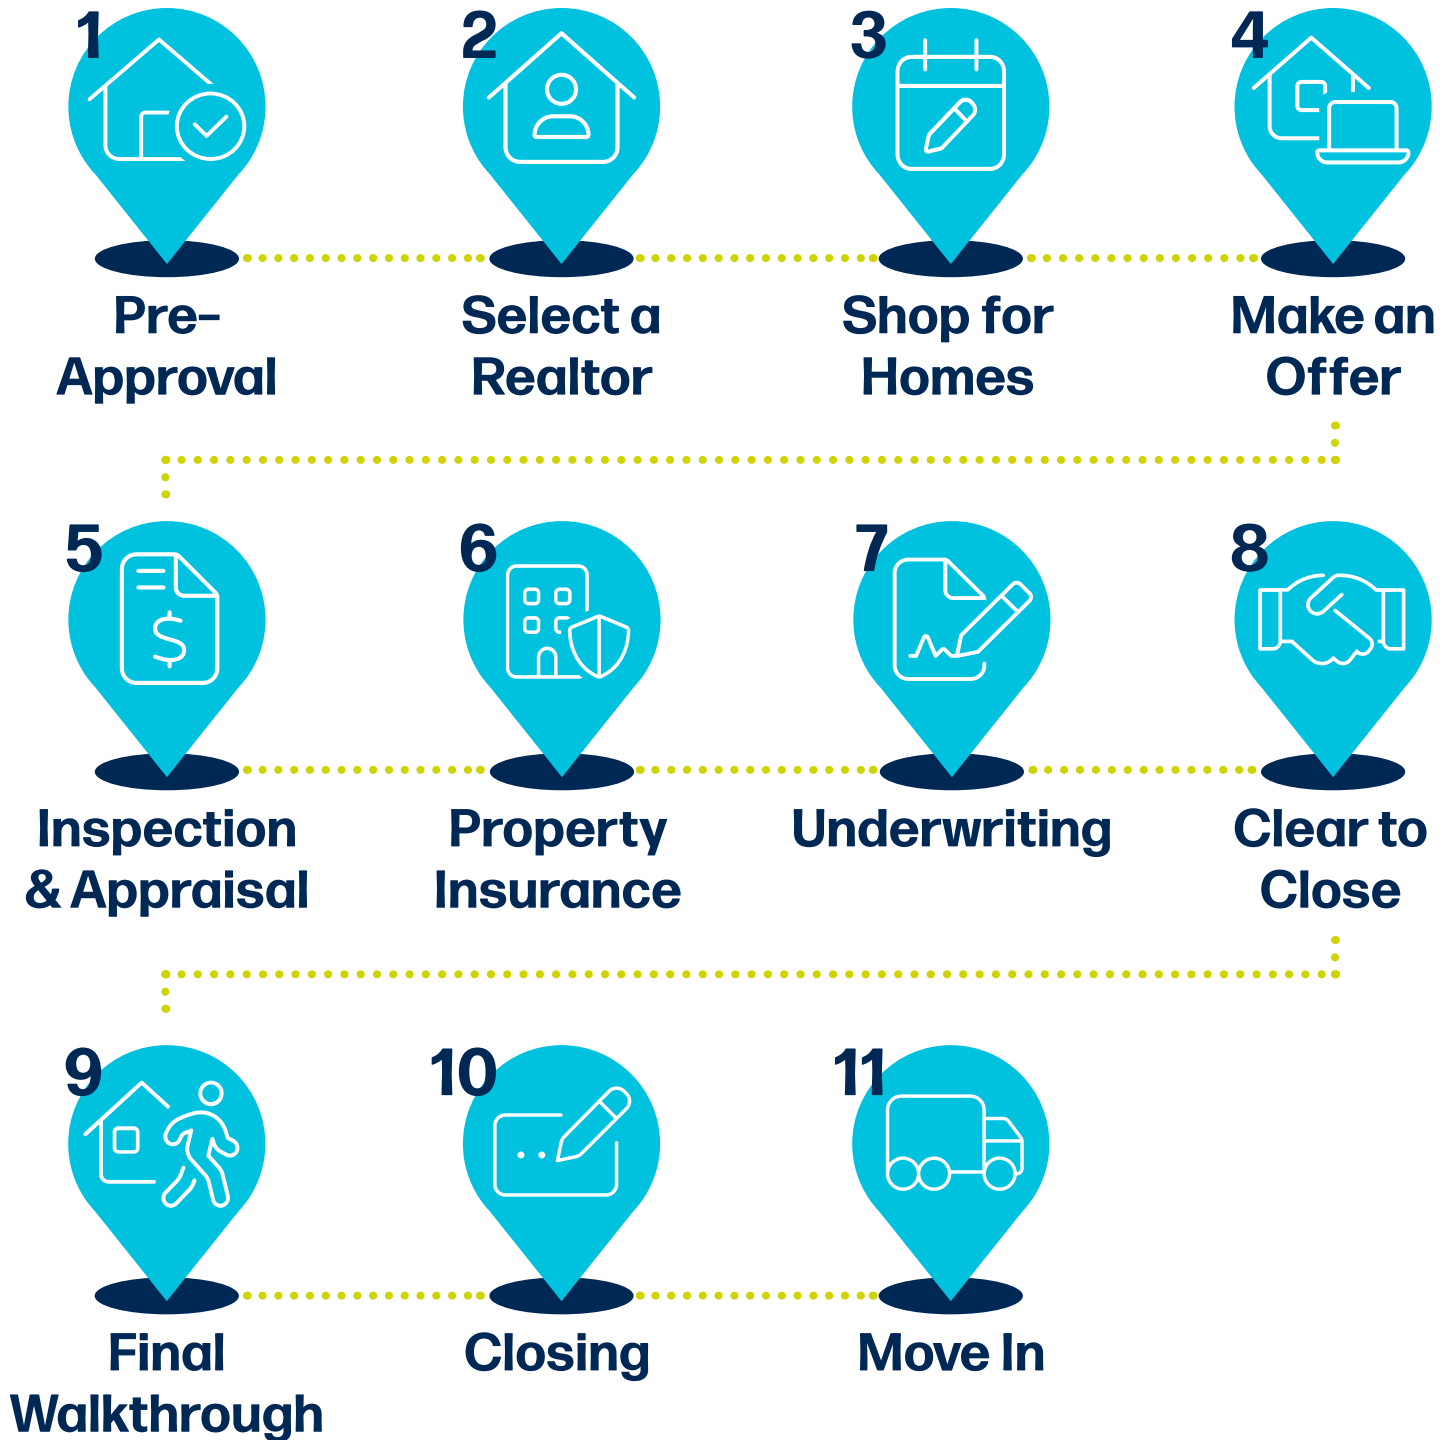 1
Pre–
Approval
2
Select a
Realtor
3
Shop for
Homes
4
Make an
Offer
5
Inspection
& Appraisal
6
Property
Insurance
7
Underwriting
8
Clear to
Close
9
Final
Walkthrough
10
Closing
11
Move In